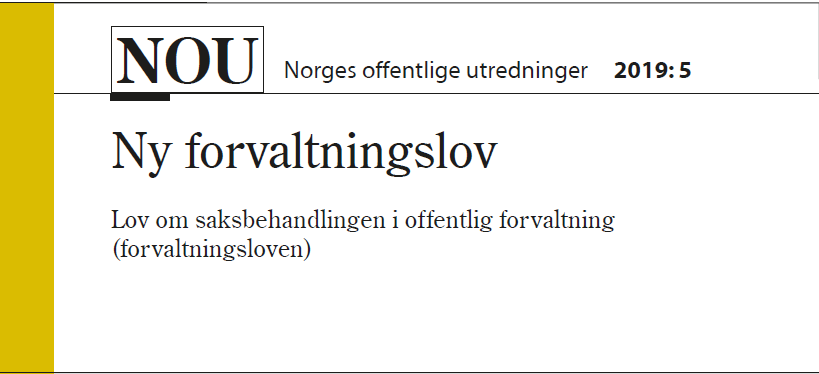 NOU Norges offentlige utredninger 2019: 5
Ny forvaltningslov
Lov om saksbehandlingen i offentlig forvaltning
(forvaltningsloven)